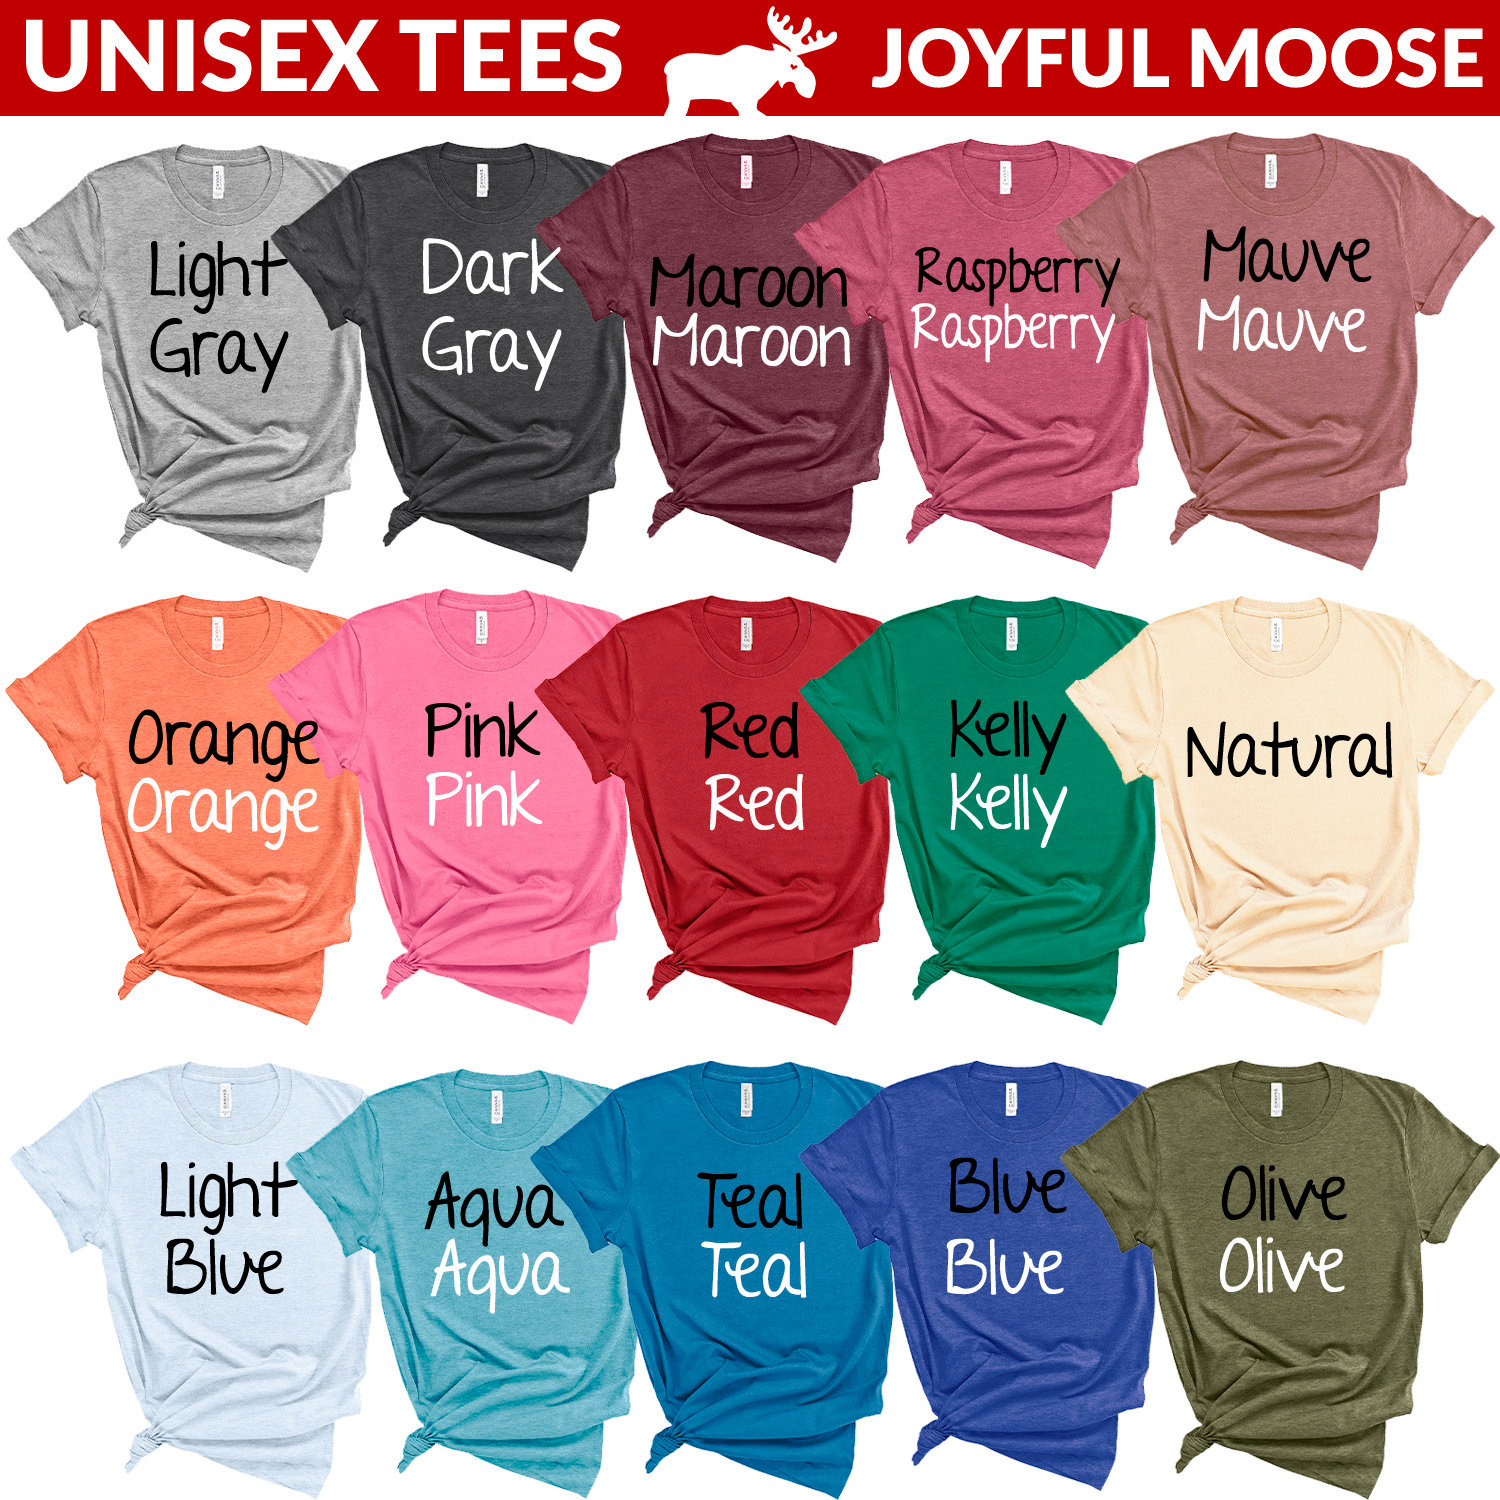 UNISEX TEES JOYFUL MOOSE
Light
Gray
Dark
Gray
Maroon
Maroon
Raspberry
Raspberry
Mauve
Mauve
Orange
Orange
Pink
Pink
Red
Red
Kelly
Kelly
Natural
Light
Blue
Aqua
Aqua
Teal
Teal
Blue
Blue
Olive
Olive